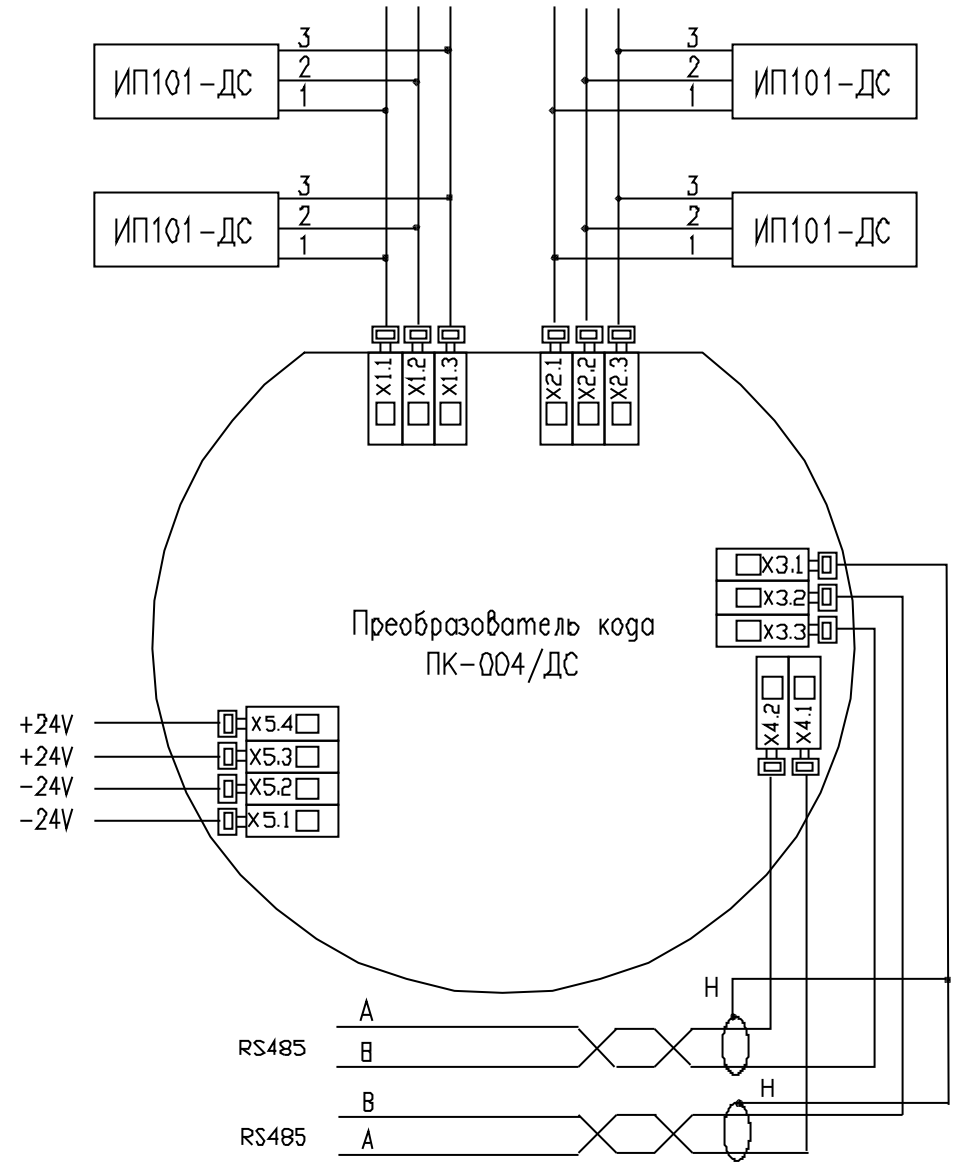 3 3
ИП101-ДС 2 2 ИП101-ДС
1 1
3 3
ИП101-ДС 2 2 ИП101-ДС
1 1
X1.1 X1.2 X1.3 X2.1 X2.2 X2.3
X3.1
X3.2
X3.3
Преобразователь кода
ПК-004/ДС
X4.2 X4.1
+24V X5.4
+24V X5.3
-24V X5.2
-24V X5.1
H
A
RS485
B
H
B
RS485
A